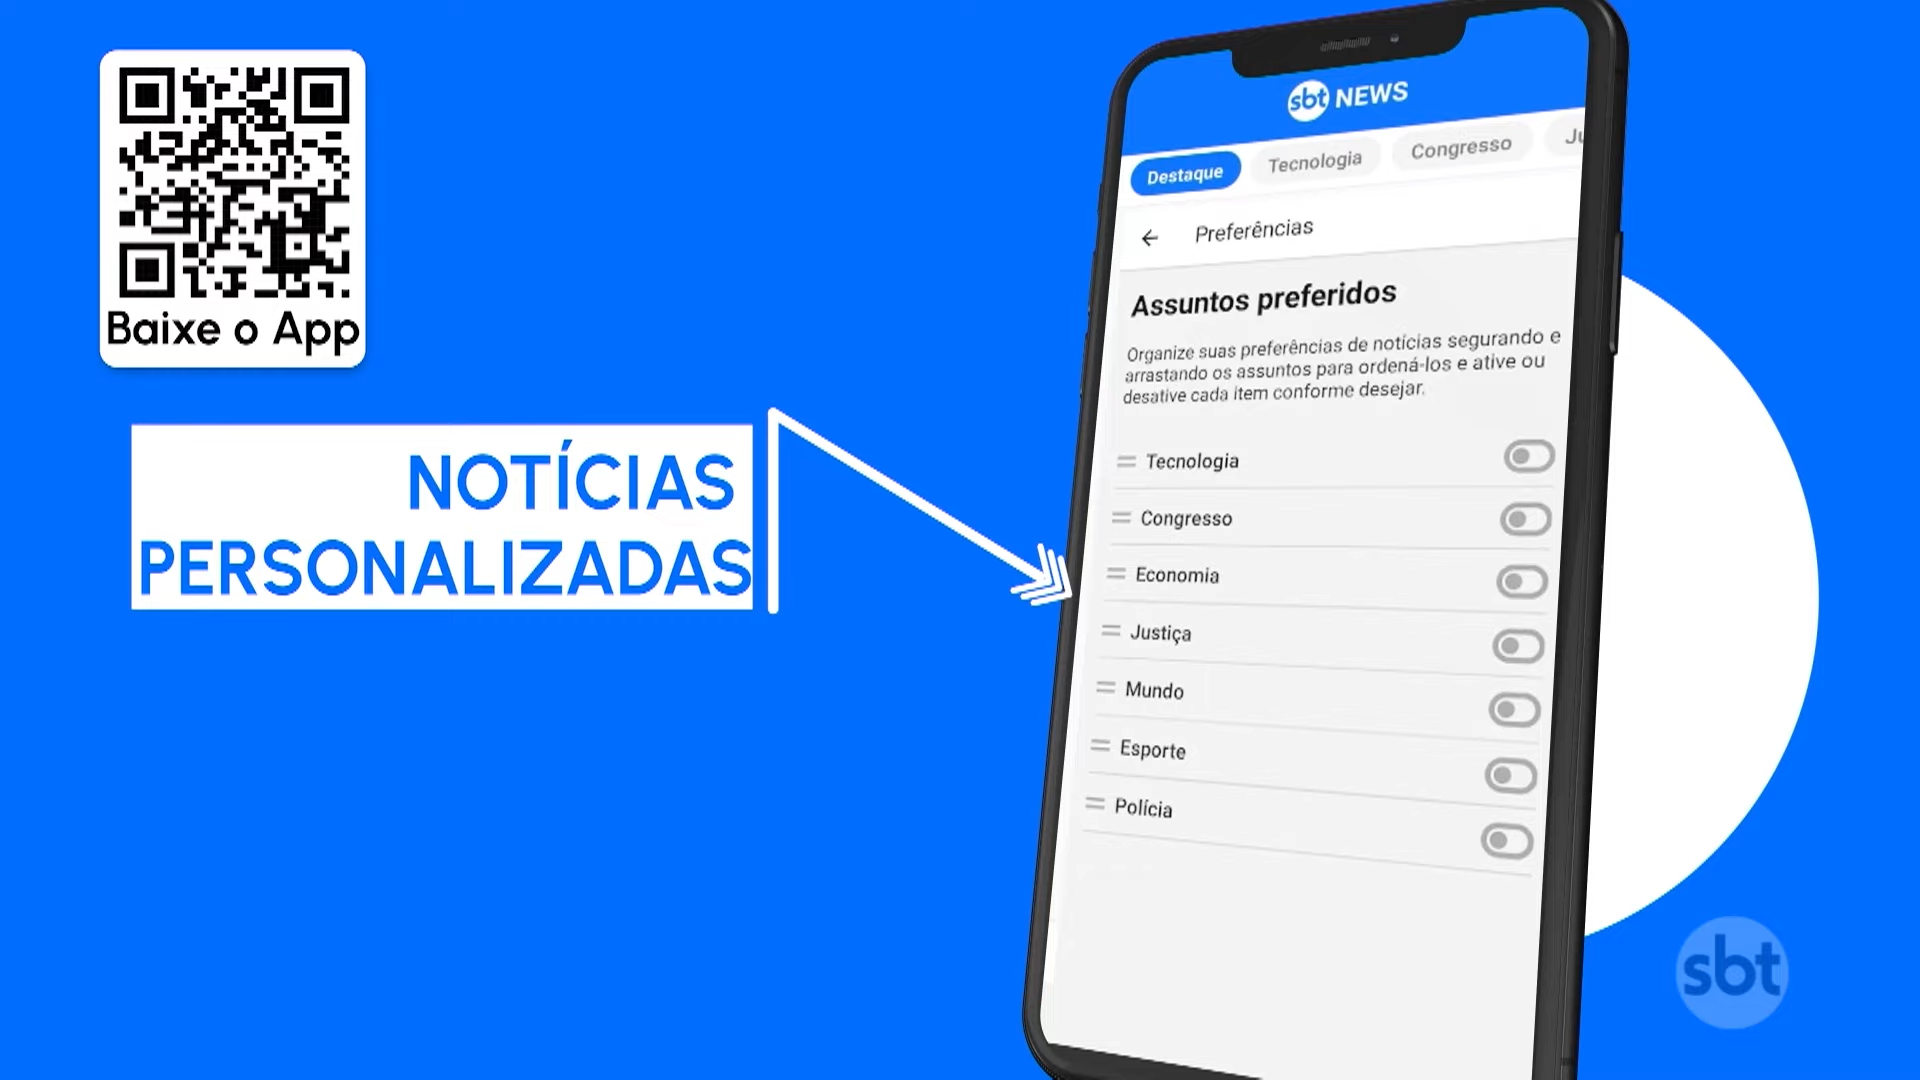 Baixe o App
NOTÍCIAS
PERSONALIZADAS
sbt NEWS
Destaque Tecnologia Congresso Ju
Preferências
Assuntos preferidos
Organize suas preferências de notícias segurando e
arrastando os assuntos para ordená-los e ative ou
desative cada item conforme desejar.
Tecnologia
Congresso
Economia
Justiça
Mundo
Esporte
Polícia
sbt